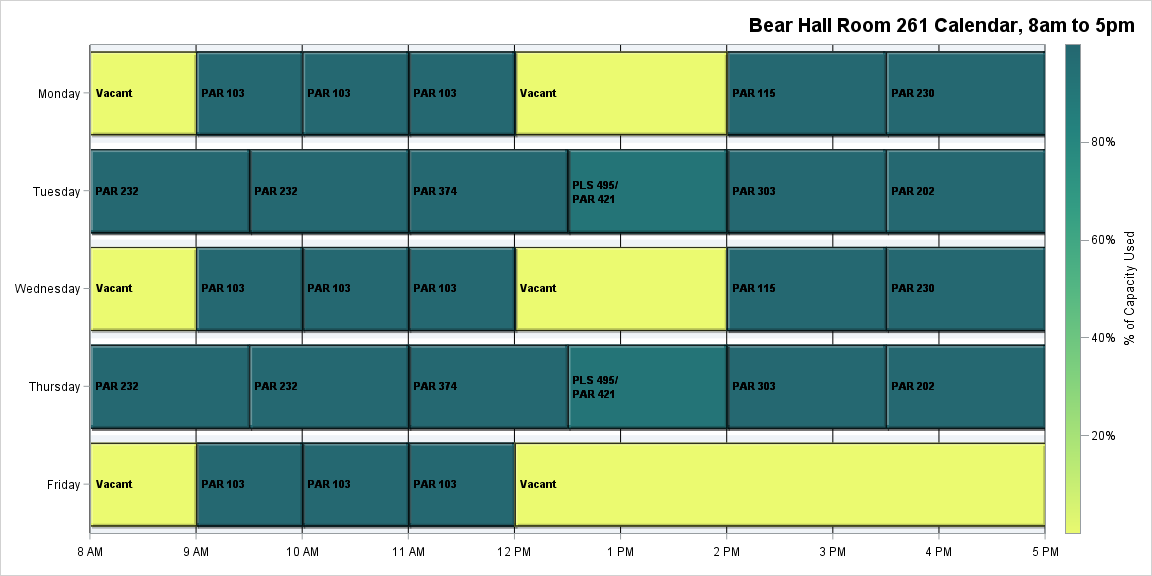 Bear Hall Room 261 Calendar, 8am to 5pm
Monday
Vacant
PAR 103
PAR 103
PAR 103
Vacant
PAR 115
PAR 230
Tuesday
PAR 232
PAR 232
PAR 374
PLS 495/
PAR 421
PAR 303
PAR 202
Wednesday
Vacant
PAR 103
PAR 103
PAR 103
Vacant
PAR 115
PAR 230
Thursday
PAR 232
PAR 232
PAR 374
PLS 495/
PAR 421
PAR 303
PAR 202
Friday
Vacant
PAR 103
PAR 103
PAR 103
Vacant
8 AM
9 AM
10 AM
11 AM
12 PM
1 PM
2 PM
3 PM
4 PM
5 PM
80%
60%
40%
20%
% of Capacity Used